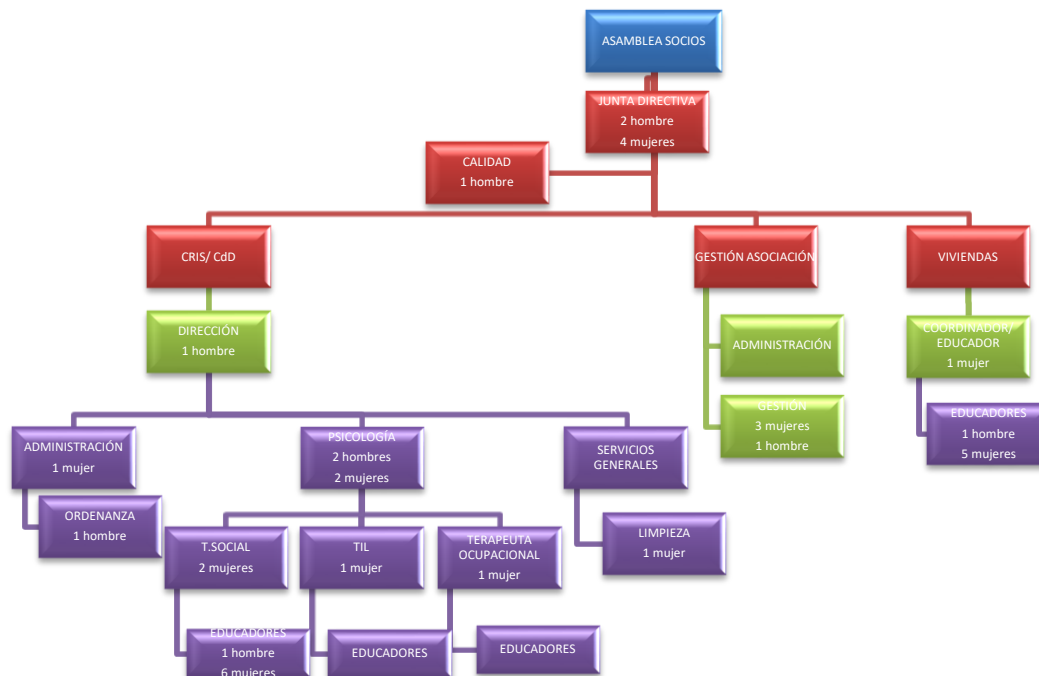 ASAMBLEA SOCIOS
JUNTA DIRECTIVA
2 hombre
4 mujeres
CALIDAD
1 hombre
CRIS/ CdD
GESTIÓN ASOCIACIÓN
VIVIENDAS
DIRECCIÓN
1 hombre
ADMINISTRACIÓN
COORDINADOR/
EDUCADOR
1 mujer
GESTIÓN
3 mujeres
1 hombre
EDUCADORES
1 hombre
5 mujeres
ADMINISTRACIÓN
1 mujer
PSICOLOGÍA
2 hombres
2 mujeres
SERVICIOS
GENERALES
ORDENANZA
1 hombre
T.SOCIAL
2 mujeres
TIL
1 mujer
TERAPEUTA
OCUPACIONAL
1 mujer
LIMPIEZA
1 mujer
EDUCADORES
1 hombre
6 mujeres
EDUCADORES
EDUCADORES